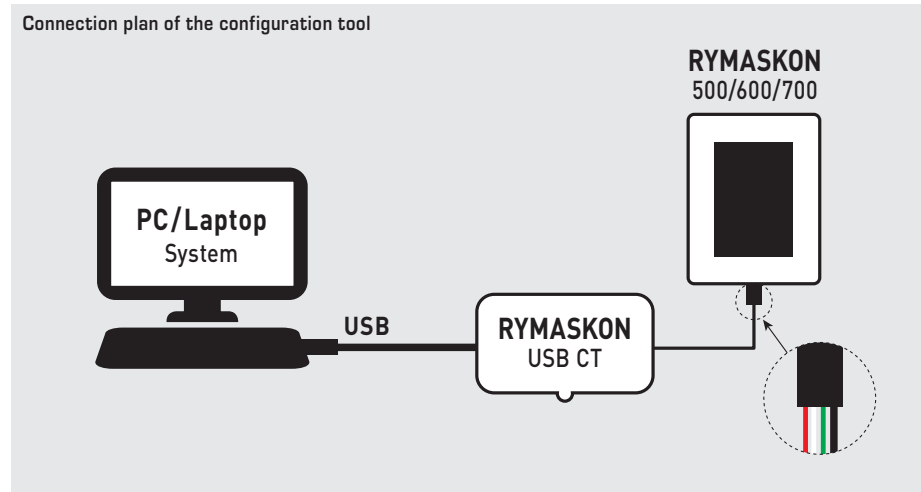 Connection plan of the configuration tool
RYMASKON
500/600/700
PC/Laptop
System
USB
RYMASKON
USB CT